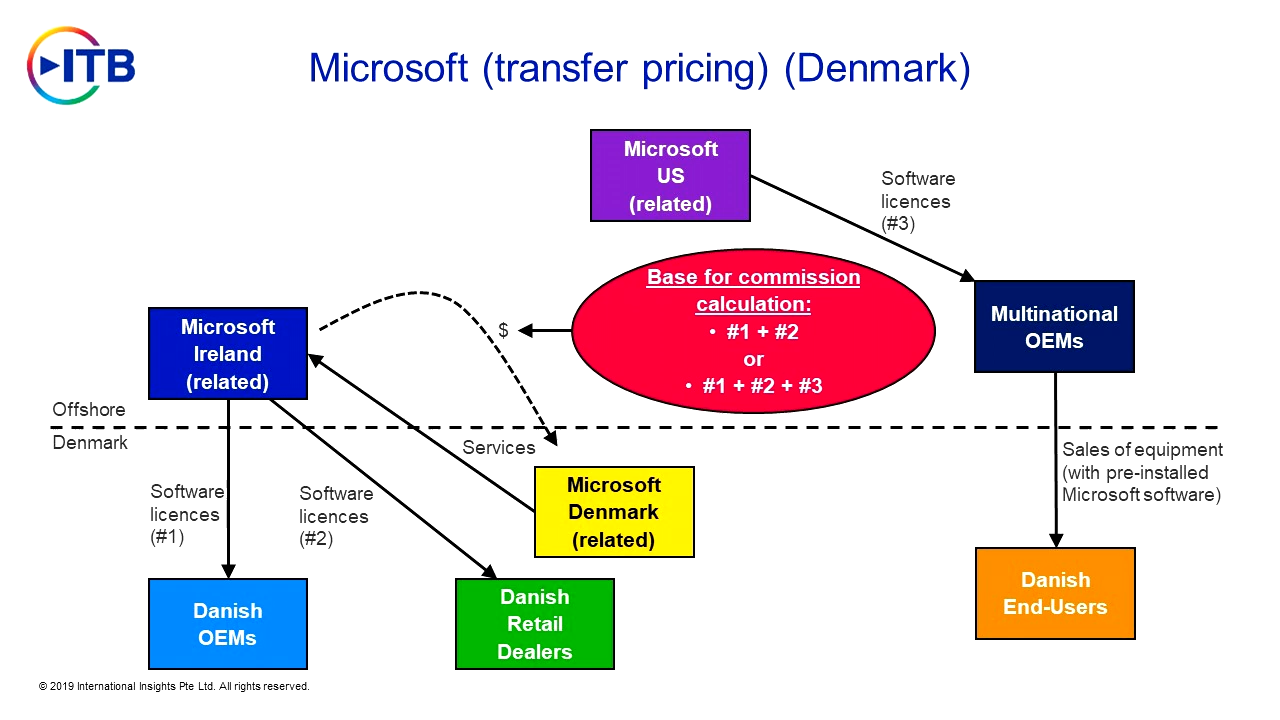 ITB
Microsoft (transfer pricing) (Denmark)
Microsoft
US
(related)
Software
licences
(#3)
Base for commission
calculation:
• #1 + #2
or
• #1 + #2 + #3
$
Multinational
OEMs
Microsoft
Ireland
(related)
Offshore
Denmark
Services
Sales of equipment
(with pre-installed
Microsoft software)
Software
licences
(#1)
Software
licences
(#2)
Microsoft
Denmark
(related)
Danish
OEMs
Danish
Retail
Dealers
Danish
End-Users
© 2019 International Insights Pte Ltd. All rights reserved.